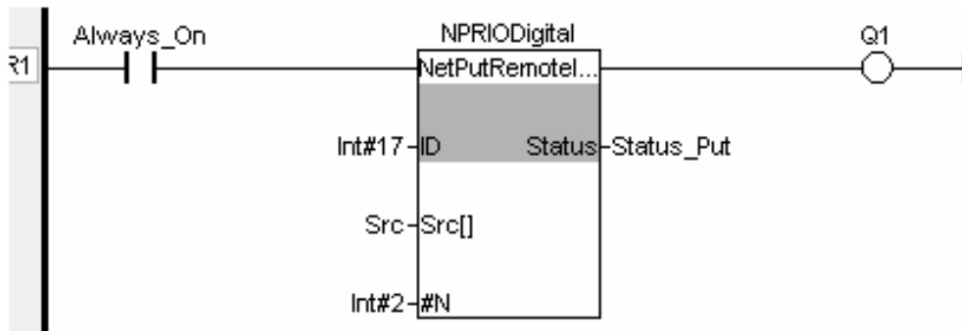 Always_On NPRIODigital Q1
R1 NetPutRemoteI...
Int#17 ID Status Status_Put
Src Src[]
Int#2 #N